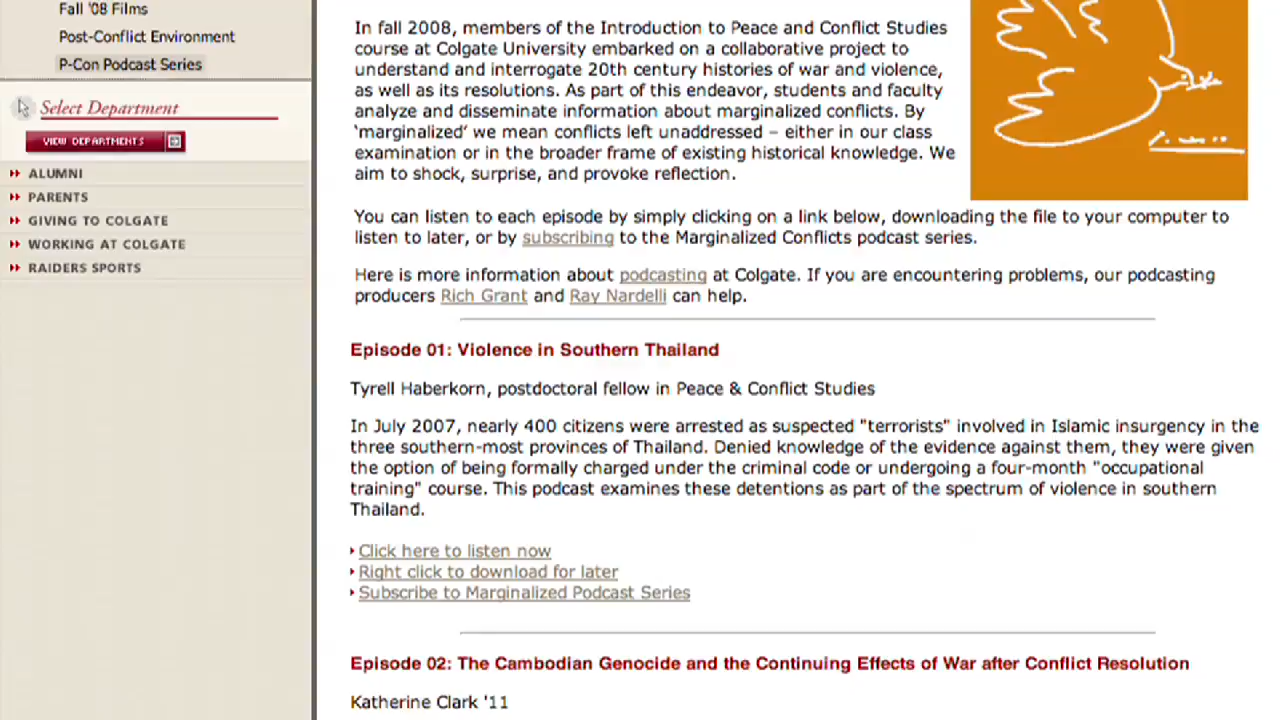 Fall '08 Films
Post-Conflict Environment
P-Con Podcast Series
Select Department
VIEW DEPARTMENTS
ALUMNI
PARENTS
GIVING TO COLGATE
WORKING AT COLGATE
RAIDERS SPORTS
In fall 2008, members of the Introduction to Peace and Conflict Studies
course at Colgate University embarked on a collaborative project to
understand and interrogate 20th century histories of war and violence,
as well as its resolutions. As part of this endeavor, students and faculty
analyze and disseminate information about marginalized conflicts. By
'marginalized' we mean conflicts left unaddressed – either in our class
examination or in the broader frame of existing historical knowledge. We
aim to shock, surprise, and provoke reflection.
You can listen to each episode by simply clicking on a link below, downloading the file to your computer to
listen to later, or by subscribing to the Marginalized Conflicts podcast series.
Here is more information about podcasting at Colgate. If you are encountering problems, our podcasting
producers Rich Grant and Ray Nardelli can help.
Episode 01: Violence in Southern Thailand
Tyrell Haberkorn, postdoctoral fellow in Peace & Conflict Studies
In July 2007, nearly 400 citizens were arrested as suspected "terrorists" involved in Islamic insurgency in the
three southern-most provinces of Thailand. Denied knowledge of the evidence against them, they were given
the option of being formally charged under the criminal code or undergoing a four-month "occupational
training" course. This podcast examines these detentions as part of the spectrum of violence in southern
Thailand.
Click here to listen now
Right click to download for later
Subscribe to Marginalized Podcast Series
Episode 02: The Cambodian Genocide and the Continuing Effects of War after Conflict Resolution
Katherine Clark '11